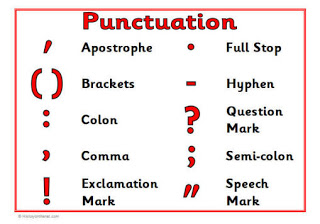 Punctuation
' Apostrophe
. Full Stop
( ) Brackets
- Hyphen
: Colon
? Question
Mark
, Comma
; Semi-colon
! Exclamation
Mark
" Speech
Mark